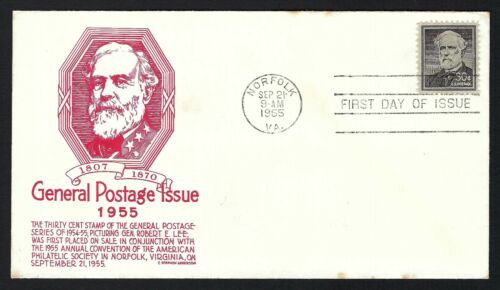 1807 1870
General Postage Issue
1955
THE THIRTY CENT STAMP OF THE GENERAL POSTAGE
SERIES OF 1954-55, PICTURING GEN. ROBERT E. LEE,
WAS FIRST PLACED ON SALE IN CONJUNCTION WITH
THE 1955 ANNUAL CONVENTION OF THE AMERICAN
PHILATELIC SOCIETY IN NORFOLK, VIRGINIA, ON
SEPTEMBER 21, 1955.
C. STEPHEN ANDERSON
NORFOLK
SEP 21
9-AM
1955
VA.
FIRST DAY OF ISSUE
30¢